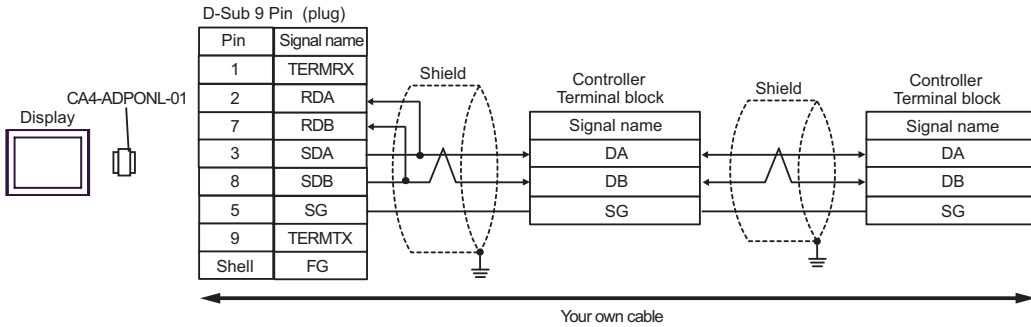 D-Sub 9 Pin (plug)
Pin Signal name
1 TERMRX
2 RDA
7 RDB
3 SDA
8 SDB
5 SG
9 TERMTX
Shell FG
CA4-ADPONL-01
Display
Shield
Controller
Terminal block
Signal name
DA
DB
SG
Shield
Controller
Terminal block
Signal name
DA
DB
SG
Your own cable